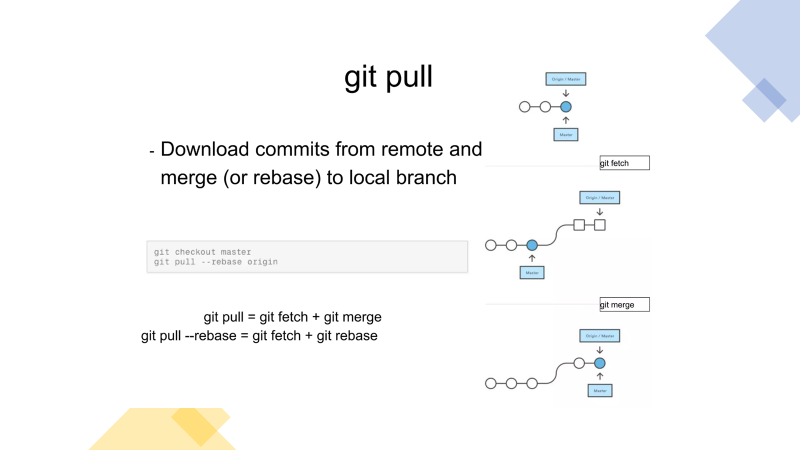 git pull
- Download commits from remote and
merge (or rebase) to local branch
git checkout master
git pull --rebase origin
git pull = git fetch + git merge
git pull --rebase = git fetch + git rebase
Origin / Master
Master
git fetch
Origin / Master
Master
git merge
Origin / Master
Master